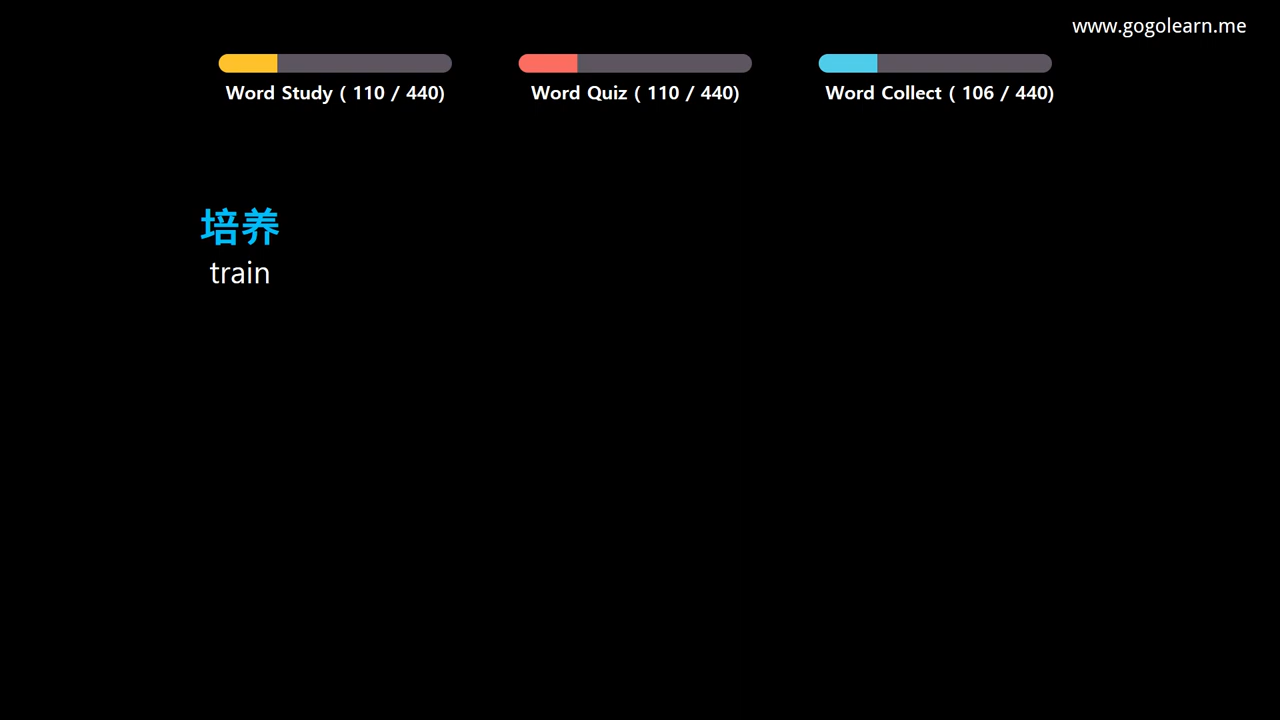 www.gogolearn.me
Word Study ( 110 / 440)
Word Quiz ( 110 / 440)
Word Collect ( 106 / 440)
培养
train